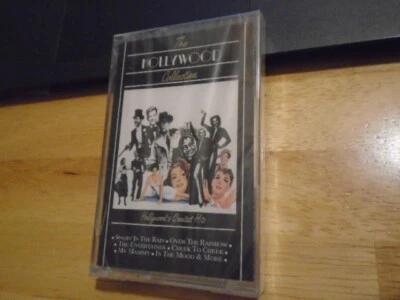 The
HOLLYWOOD
Collection
Hollywood's Greatest Hits
• Singin' In The Rain • Over The Rainbow •
• The Entertainer • Cheek To Cheek •
My Mammy • In The Mood & More •